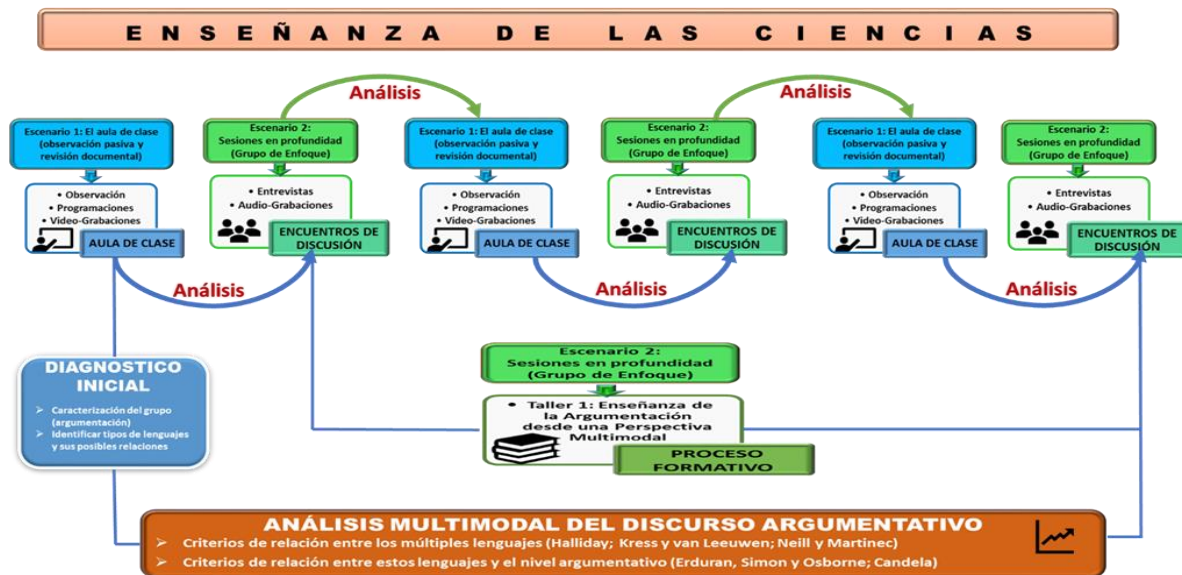 ENSEÑANZA DE LAS CIENCIAS
Análisis
Análisis
Escenario 1: El aula de clase
(observación pasiva y
revisión documental)
Escenario 2:
Sesiones en profundidad
(Grupo de Enfoque)
Escenario 1: El aula de clase
(observación pasiva y
revisión documental)
Escenario 2:
Sesiones en profundidad
(Grupo de Enfoque)
Escenario 1: El aula de clase
(observación pasiva y
revisión documental)
Escenario 2:
Sesiones en profundidad
(Grupo de Enfoque)
• Observación
• Programaciones
• Video-Grabaciones
AULA DE CLASE
• Entrevistas
• Audio-Grabaciones
ENCUENTROS DE
DISCUSIÓN
• Observación
• Programaciones
• Video-Grabaciones
AULA DE CLASE
• Entrevistas
• Audio-Grabaciones
ENCUENTROS DE
DISCUSIÓN
• Observación
• Programaciones
• Video-Grabaciones
AULA DE CLASE
• Entrevistas
• Audio-Grabaciones
ENCUENTROS DE
DISCUSIÓN
Análisis
Análisis
Análisis
DIAGNOSTICO
INICIAL
➢ Caracterización del grupo
(argumentación)
➢ Identificar tipos de lenguajes
y sus posibles relaciones
Escenario 2:
Sesiones en profundidad
(Grupo de Enfoque)
• Taller 1: Enseñanza de
la Argumentación
desde una Perspectiva
Multimodal
PROCESO
FORMATIVO
ANÁLISIS MULTIMODAL DEL DISCURSO ARGUMENTATIVO
➢ Criterios de relación entre los múltiples lenguajes (Halliday; Kress y van Leeuwen; Neill y Martinec)
➢ Criterios de relación entre estos lenguajes y el nivel argumentativo (Erduran, Simon y Osborne; Candela)